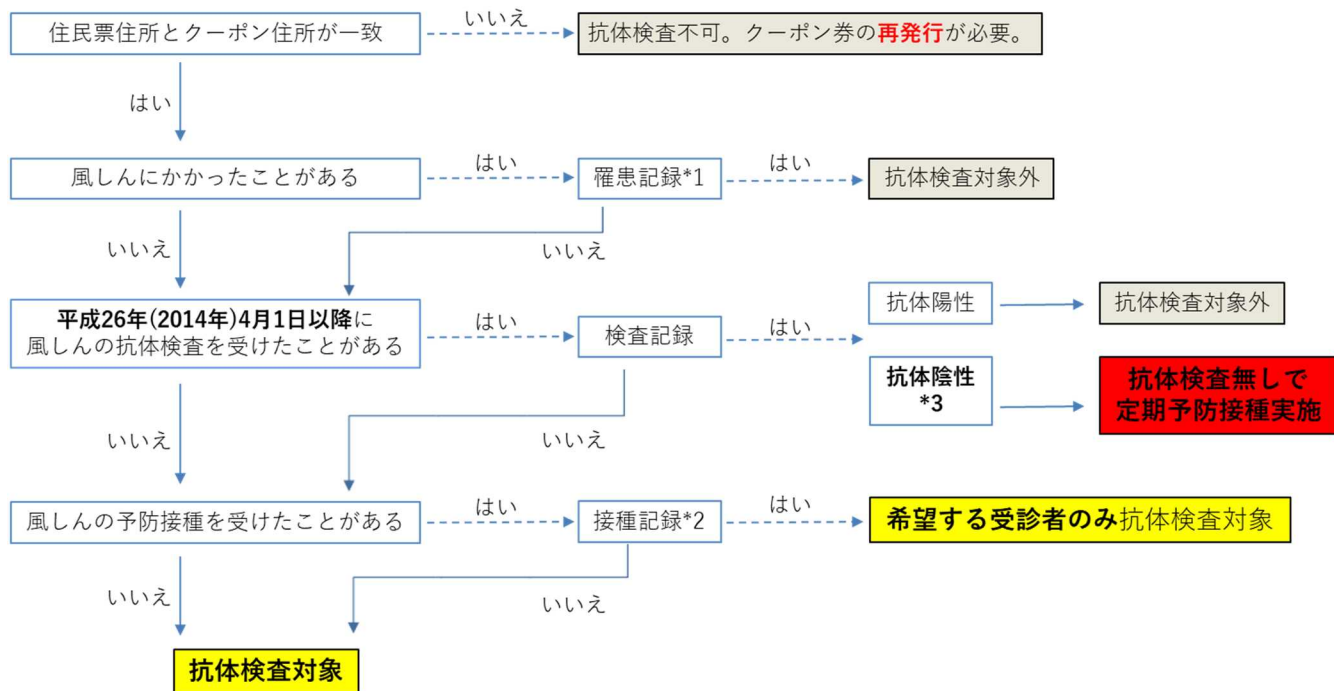 住民票住所とクーポン住所が一致
いいえ
抗体検査不可。クーポン券の再発行が必要。
はい
風しんにかかったことがある
はい
罹患記録*1
はい
抗体検査対象外
いいえ
いいえ
平成26年(2014年)4月1日以降に
風しんの抗体検査を受けたことがある
はい
検査記録
はい
抗体陽性
抗体検査対象外
抗体陰性
*3
抗体検査無しで
定期予防接種実施
いいえ
いいえ
風しんの予防接種を受けたことがある
はい
接種記録*2
はい
希望する受診者のみ抗体検査対象
いいえ
いいえ
抗体検査対象